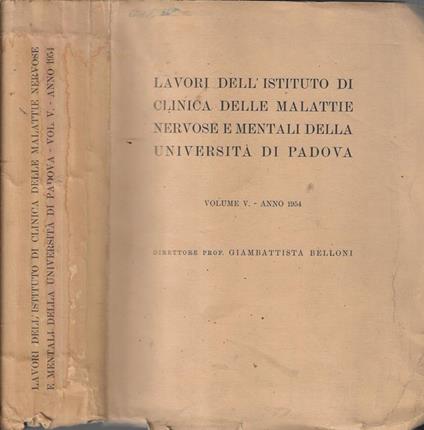 LAVORI DELL'ISTITUTO DI CLINICA DELLE MALATTIE NERVOSE
E MENTALI DELLA UNIVERSITÀ DI PADOVA - VOL. V. - ANNO 1954
LAVORI DELL'ISTITUTO DI
CLINICA DELLE MALATTIE
NERVOSE E MENTALI DELLA
UNIVERSITÀ DI PADOVA
VOLUME V. - ANNO 1954
DIRETTORE PROF. GIAMBATTISTA BELLONI